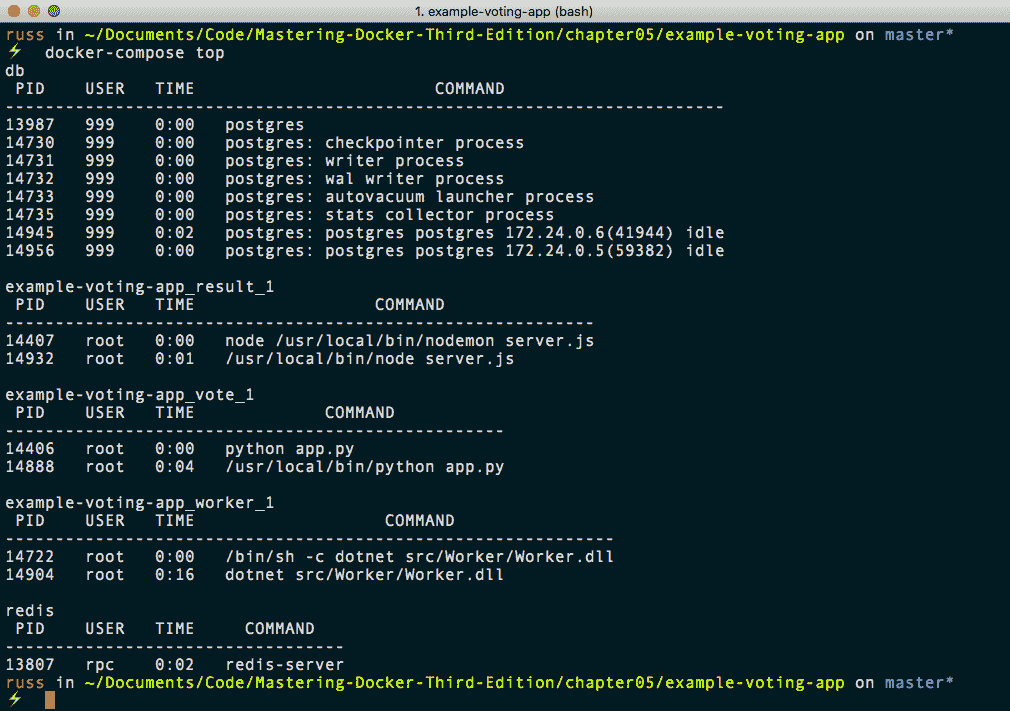 1. example-voting-app (bash)
russ in ~/Documents/Code/Mastering-Docker-Third-Edition/chapter05/example-voting-app on master*
⚡ docker-compose top
db
PID USER TIME COMMAND
------------------------------------------------------------------------
13987 999 0:00 postgres
14730 999 0:00 postgres: checkpointer process
14731 999 0:00 postgres: writer process
14732 999 0:00 postgres: wal writer process
14733 999 0:00 postgres: autovacuum launcher process
14735 999 0:00 postgres: stats collector process
14945 999 0:02 postgres: postgres postgres 172.24.0.6(41944) idle
14956 999 0:00 postgres: postgres postgres 172.24.0.5(59382) idle
example-voting-app_result_1
PID USER TIME COMMAND
-----------------------------------------------------------
14407 root 0:00 node /usr/local/bin/nodemon server.js
14932 root 0:01 /usr/local/bin/node server.js
example-voting-app_vote_1
PID USER TIME COMMAND
--------------------------------------------------
14406 root 0:00 python app.py
14888 root 0:04 /usr/local/bin/python app.py
example-voting-app_worker_1
PID USER TIME COMMAND
-------------------------------------------------------------
14722 root 0:00 /bin/sh -c dotnet src/Worker/Worker.dll
14904 root 0:16 dotnet src/Worker/Worker.dll
redis
PID USER TIME COMMAND
----------------------------------
13807 rpc 0:02 redis-server
russ in ~/Documents/Code/Mastering-Docker-Third-Edition/chapter05/example-voting-app on master*
⚡